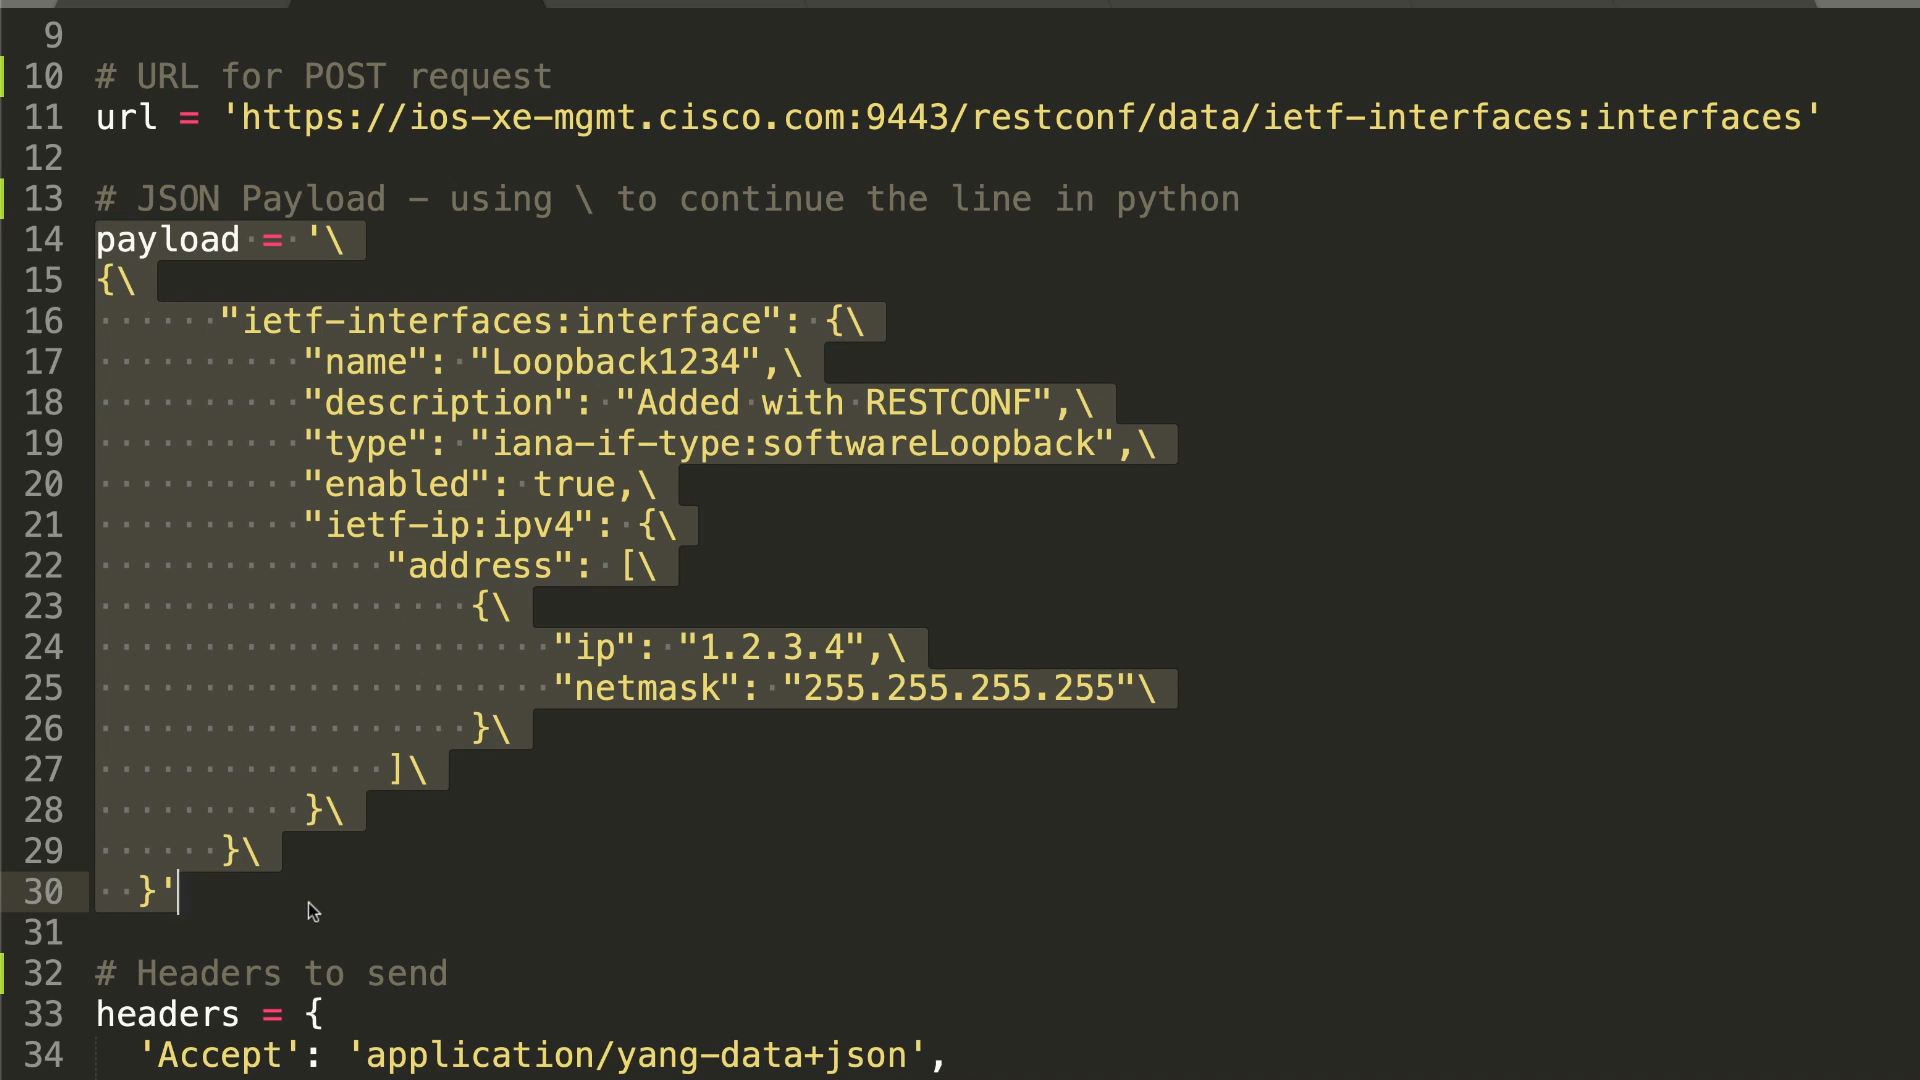 9
10 # URL for POST request
11 url = 'https://ios-xe-mgmt.cisco.com:9443/restconf/data/ietf-interfaces:interfaces'
12
13 # JSON Payload - using \ to continue the line in python
14 payload = '\
15 {\
16       "ietf-interfaces:interface": {\
17           "name": "Loopback1234",\
18           "description": "Added with RESTCONF",\
19           "type": "iana-if-type:softwareLoopback",\
20           "enabled": true,\
21           "ietf-ip:ipv4": {\
22               "address": [\
23                   {\
24                       "ip": "1.2.3.4",\
25                       "netmask": "255.255.255.255"\
26                   }\
27               ]\
28           }\
29       }\
30   }'
31
32 # Headers to send
33 headers = {
34   'Accept': 'application/yang-data+json',